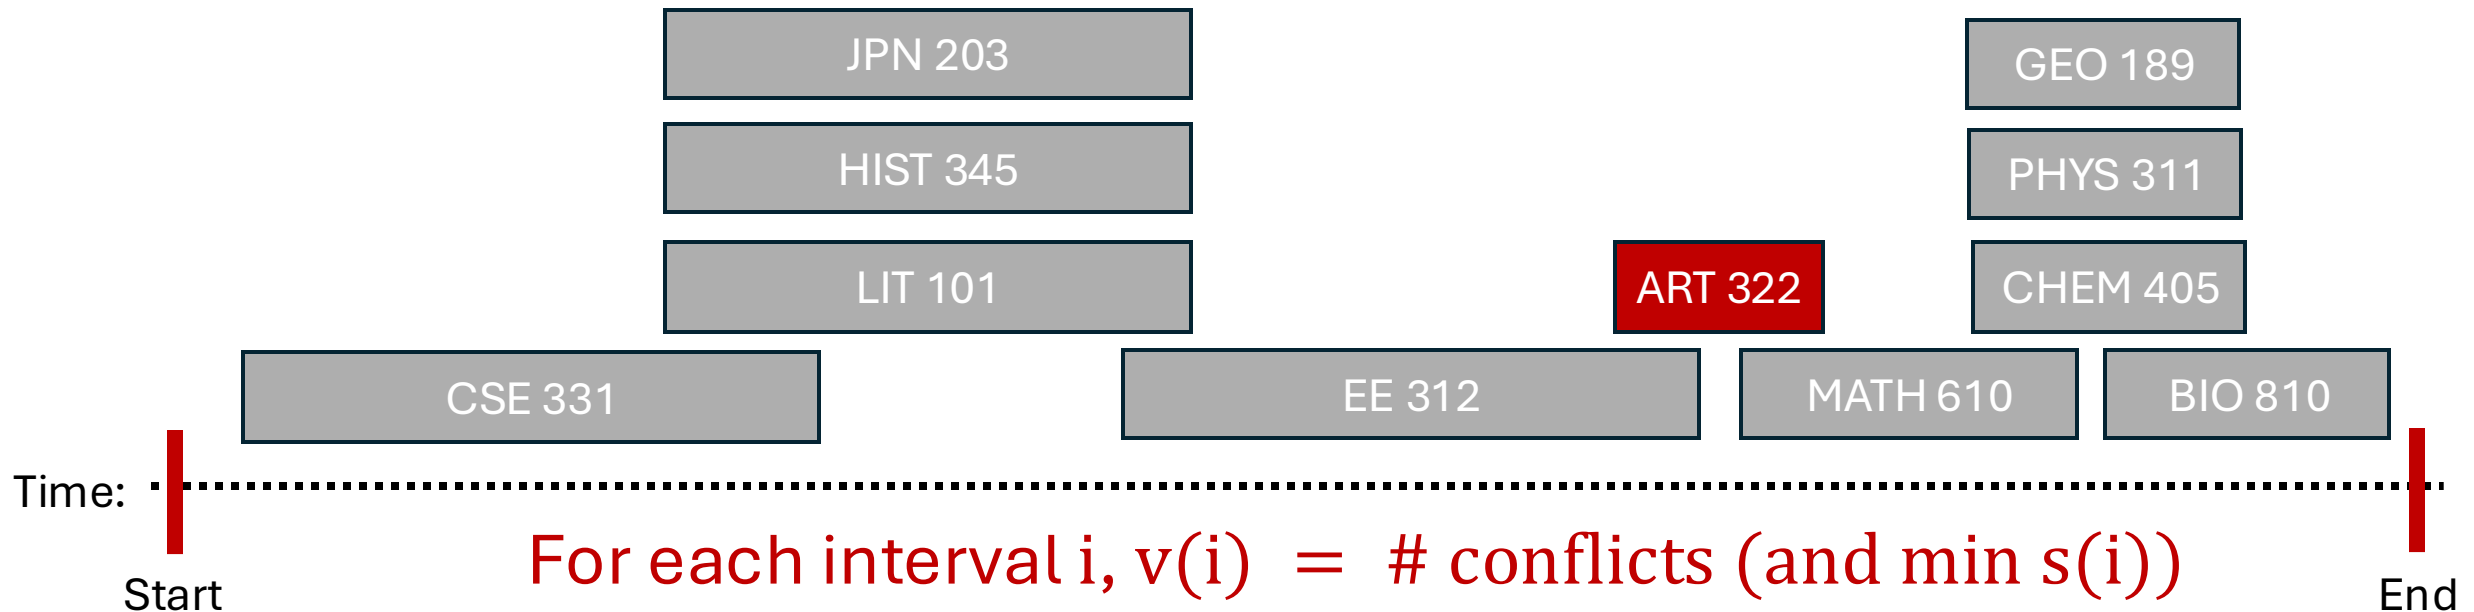 JPN 203
GEO 189
HIST 345
PHYS 311
LIT 101
ART 322
CHEM 405
CSE 331
EE 312
MATH 610
BIO 810
Time:
For each interval i, v(i) = # conflicts (and min s(i))
Start
End